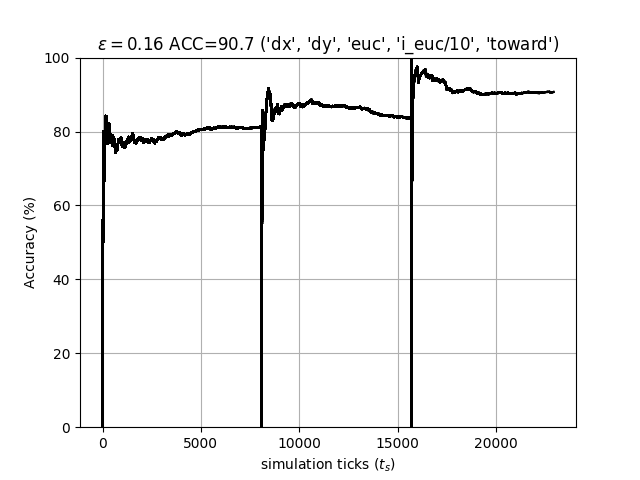 ε = 0.16 ACC=90.7 ('dx', 'dy', 'euc', 'i_euc/10', 'toward')
100
80
60
40
20
0
Accuracy (%)
0 5000 10000 15000 20000
simulation ticks (t_s)